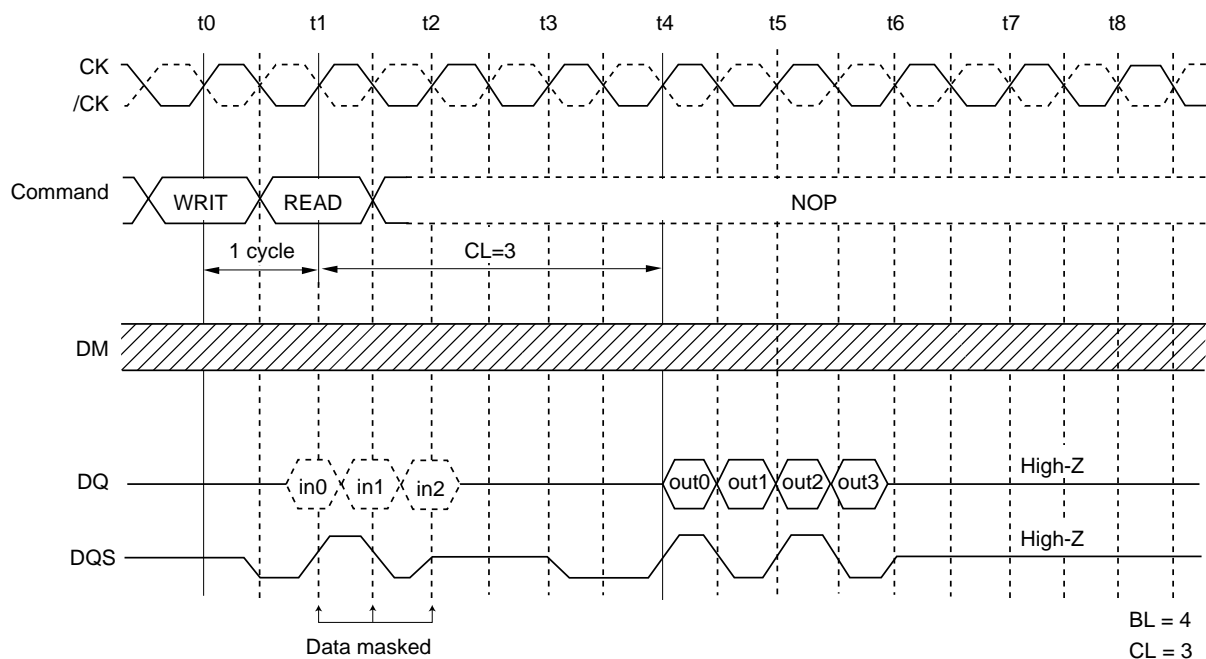 t0 t1 t2 t3 t4 t5 t6 t7 t8
CK
/CK
Command WRIT READ NOP
1 cycle CL=3
DM
DQ in0 in1 in2 out0 out1 out2 out3 High-Z
DQS High-Z
Data masked
BL = 4
CL = 3